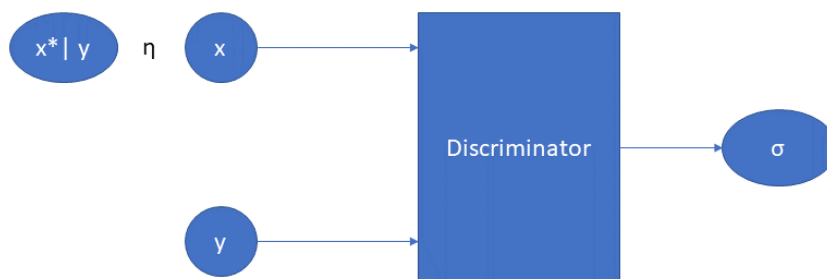 x*| y η x
Discriminator
σ
y